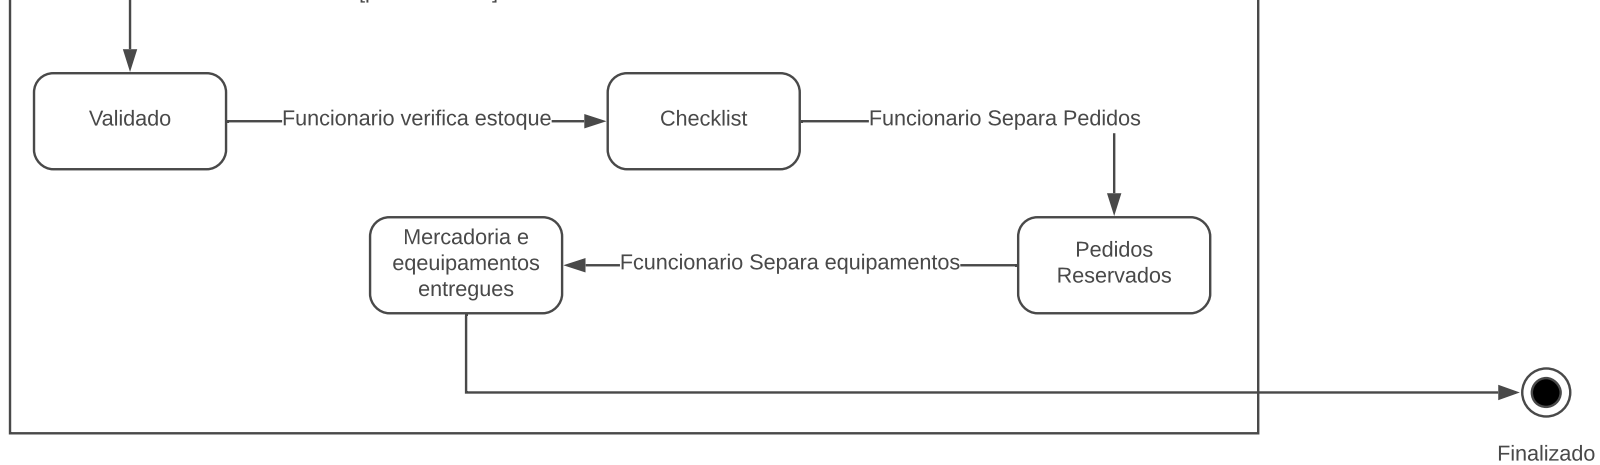 Validado
Funcionario verifica estoque
Checklist
Funcionario Separa Pedidos
Mercadoria e
eqeuipamentos
entregues
Fcuncionario Separa equipamentos
Pedidos
Reservados
Finalizado